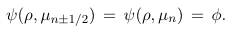 ψ(ρ, μ_{n±1/2}) = ψ(ρ, μ_n) = ϕ.